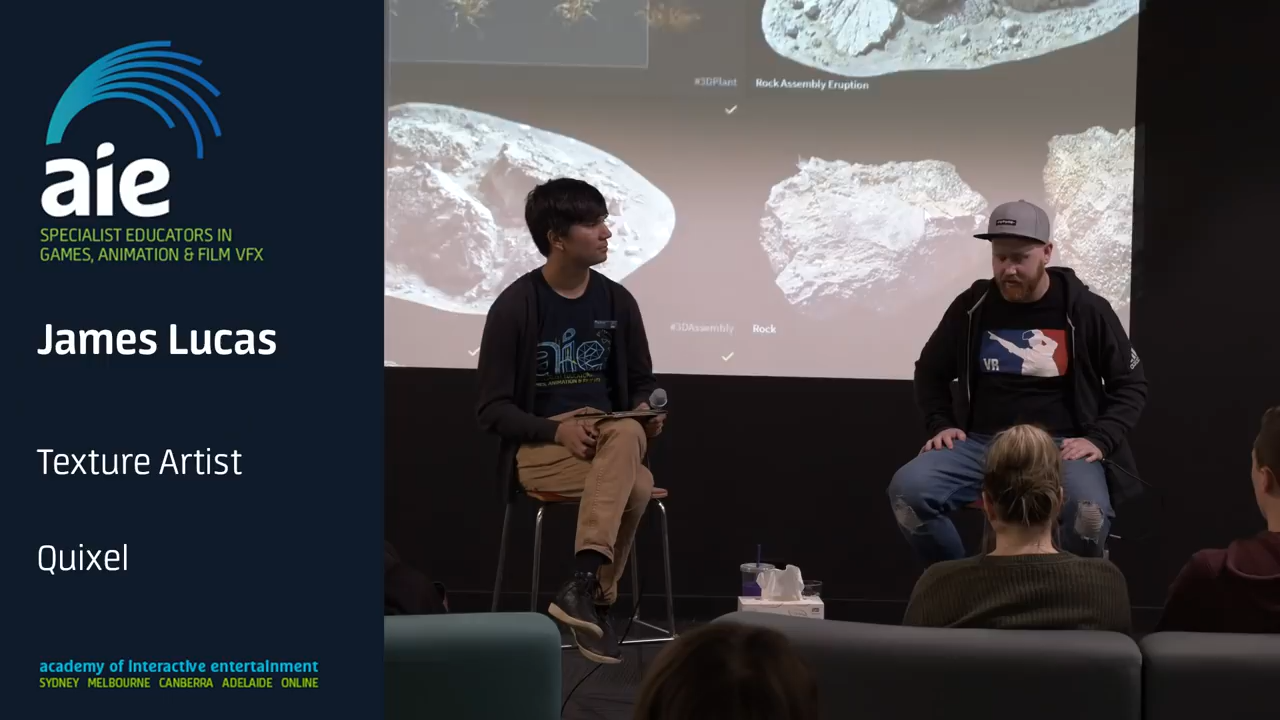 aie
SPECIALIST EDUCATORS IN
GAMES, ANIMATION & FILM VFX
James Lucas
Texture Artist
Quixel
academy of interactive entertainment
SYDNEY MELBOURNE CANBERRA ADELAIDE ONLINE
#3DPlant
Rock Assembly Eruption
#3DAssembly
Rock
aie
VR